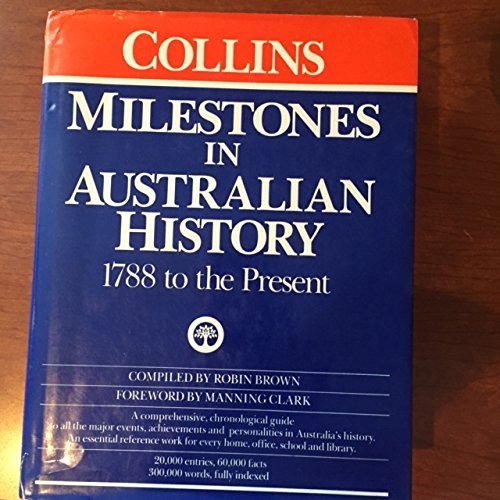 COLLINS
MILESTONES
IN
AUSTRALIAN
HISTORY
1788 to the Present
COMPILED BY ROBIN BROWN
FOREWORD BY MANNING CLARK
A comprehensive, chronological guide
to all the major events, achievements and personalities in Australia's history.
An essential reference work for every home, office, school and library.
20,000 entries, 60,000 facts
300,000 words, fully indexed